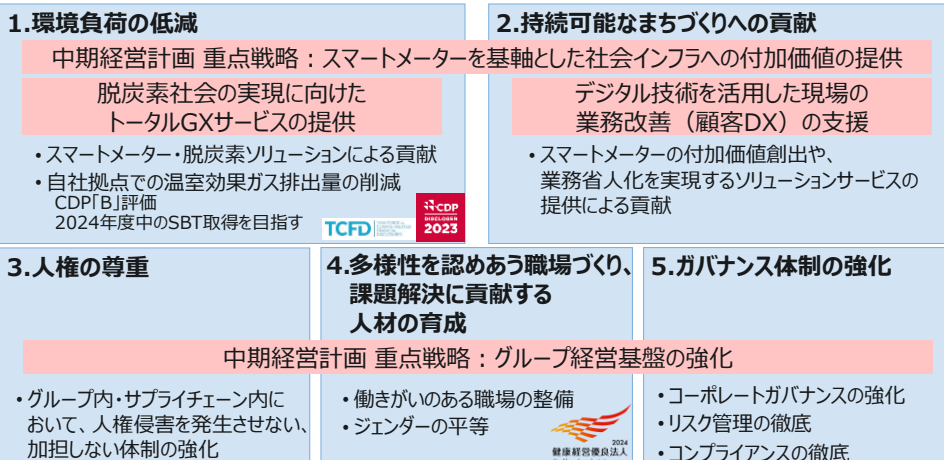 1.環境負荷の低減
2.持続可能なまちづくりへの貢献
中期経営計画 重点戦略：スマートメーターを基軸とした社会インフラへの付加価値の提供
脱炭素社会の実現に向けた
トータルGXサービスの提供
・スマートメーター・脱炭素ソリューションによる貢献
・自社拠点での温室効果ガス排出量の削減
CDP「B」評価
2024年度中のSBT取得を目指す
TCFD
CDP
DISCLOSER
2023
デジタル技術を活用した現場の
業務改善（顧客DX）の支援
・スマートメーターの付加価値創出や、
業務省人化を実現するソリューションサービスの
提供による貢献
3.人権の尊重
4.多様性を認めあう職場づくり、
課題解決に貢献する
人材の育成
5.ガバナンス体制の強化
中期経営計画 重点戦略：グループ経営基盤の強化
・グループ内・サプライチェーン内に
おいて、人権侵害を発生させない、
加担しない体制の強化
・働きがいのある職場の整備
・ジェンダーの平等
2024
健康経営優良法人
・コーポレートガバナンスの強化
・リスク管理の徹底
・コンプライアンスの徹底